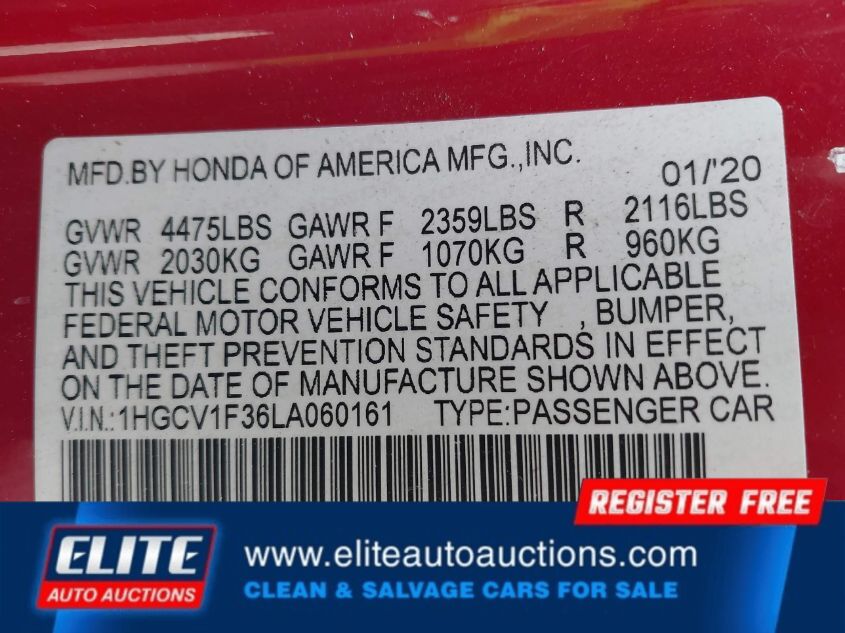 MFD.BY HONDA OF AMERICA MFG.,INC. 01/'20
GVWR 4475LBS GAWR F 2359LBS R 2116LBS
GVWR 2030KG GAWR F 1070KG R 960KG
THIS VEHICLE CONFORMS TO ALL APPLICABLE
FEDERAL MOTOR VEHICLE SAFETY , BUMPER,
AND THEFT PREVENTION STANDARDS IN EFFECT
ON THE DATE OF MANUFACTURE SHOWN ABOVE.
V.I.N.:1HGCV1F36LA060161 TYPE:PASSENGER CAR
REGISTER FREE
ELITE
AUTO AUCTIONS
www.eliteautoauctions.com
CLEAN & SALVAGE CARS FOR SALE